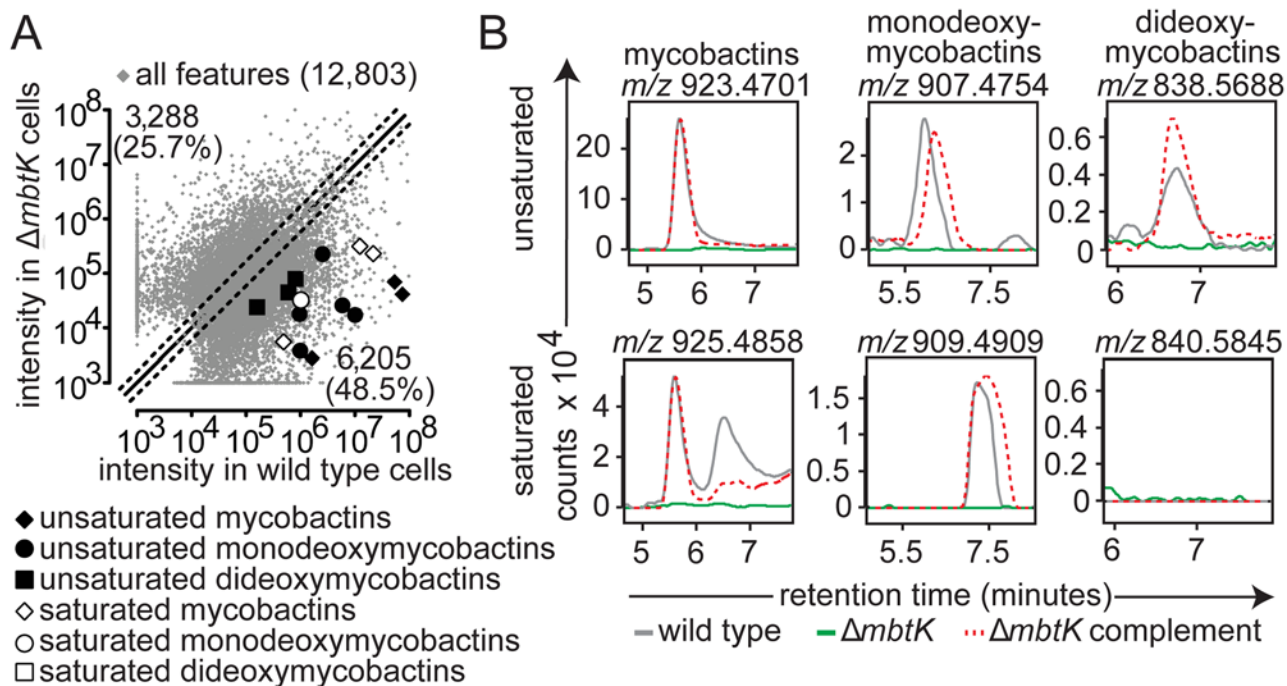 A
all features (12,803)
3,288
(25.7%)
6,205
(48.5%)
intensity in ΔmbtK cells
10^8
10^7
10^6
10^5
10^4
10^3
10^3 10^4 10^5 10^6 10^7 10^8
intensity in wild type cells
unsaturated mycobactins
unsaturated monodeoxymycobactins
unsaturated dideoxymycobactins
saturated mycobactins
saturated monodeoxymycobactins
saturated dideoxymycobactins
B
mycobactins
m/z 923.4701
monodeoxy-
mycobactins
m/z 907.4754
dideoxy-
mycobactins
m/z 838.5688
unsaturated
20
10
0
5 6 7
2
1
0
5.5 7.5
0.6
0.4
0.2
0
6 7
saturated
counts x 10^4
m/z 925.4858
4
2
0
5 6 7
m/z 909.4909
1.5
1
0.5
0
5.5 7.5
m/z 840.5845
0.6
0.4
0.2
0
6 7
retention time (minutes)
wild type ΔmbtK ΔmbtK complement